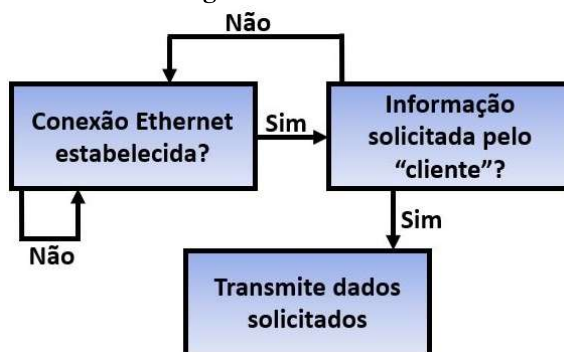 Não
Conexão Ethernet
estabelecida?
Sim
Informação
solicitada pelo
“cliente”?
Não
Sim
Transmite dados
solicitados